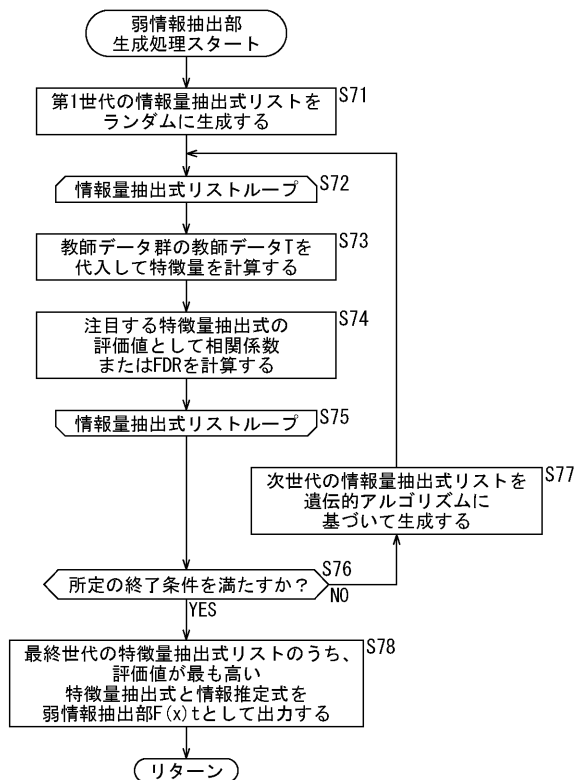 弱情報抽出部
生成処理スタート
S71
第1世代の情報量抽出式リストを
ランダムに生成する
S72
情報量抽出式リストループ
S73
教師データ群の教師データTを
代入して特徴量を計算する
S74
注目する特徴量抽出式の
評価値として相関係数
またはFDRを計算する
S75
情報量抽出式リストループ
S77
次世代の情報量抽出式リストを
遺伝的アルゴリズムに
基づいて生成する
S76
所定の終了条件を満たすか？
NO
YES
S78
最終世代の特徴量抽出式リストのうち、
評価値が最も高い
特徴量抽出式と情報推定式を
弱情報抽出部F(x)tとして出力する
リターン